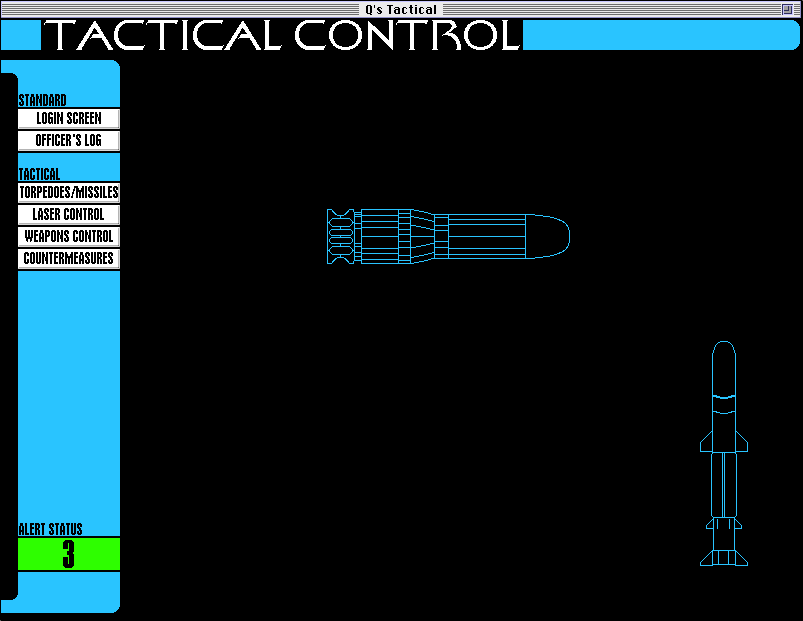 Q's Tactical
TACTICAL CONTROL
STANDARD
LOGIN SCREEN
OFFICER'S LOG
TACTICAL
TORPEDOES/MISSILES
LASER CONTROL
WEAPONS CONTROL
COUNTERMEASURES
ALERT STATUS
3